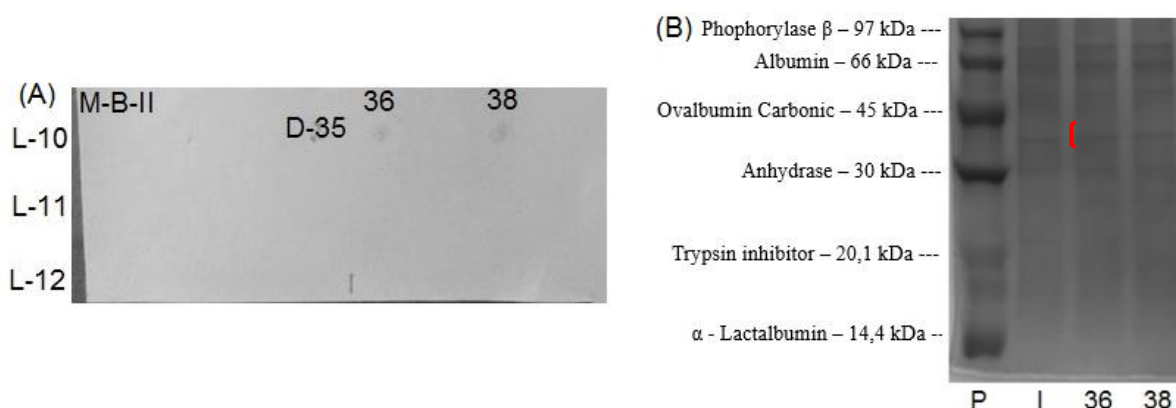 (A)
M-B-II
36
38
D-35
L-10
L-11
L-12
(B)
Phophorylase β – 97 kDa ---
Albumin – 66 kDa ---
Ovalbumin Carbonic – 45 kDa ---
Anhydrase – 30 kDa ---
Trypsin inhibitor – 20,1 kDa ---
α - Lactalbumin – 14,4 kDa --
P I 36 38